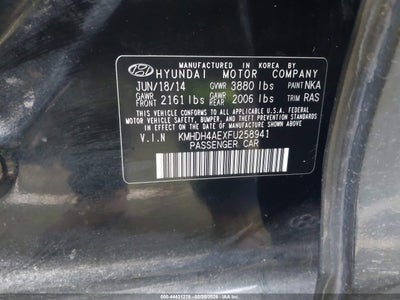 MANUFACTURED IN KOREA BY
HYUNDAI MOTOR COMPANY
JUN/18/14 GVWR 3880 lbs PAINT NKA
GAWR FRONT 2161 lbs GAWR REAR 2006 lbs TRIM RAS
THIS VEHICLE CONFORMS TO ALL APPLICABLE U.S.A. FEDERAL
MOTOR VEHICLE SAFETY, BUMPER, AND THEFT PREVENTION
STANDARDS IN EFFECT ON THE DATE OF MANUFACTURE SHOWN ABOVE.
V.I.N KMHDH4AEXFU258941
PASSENGER CAR